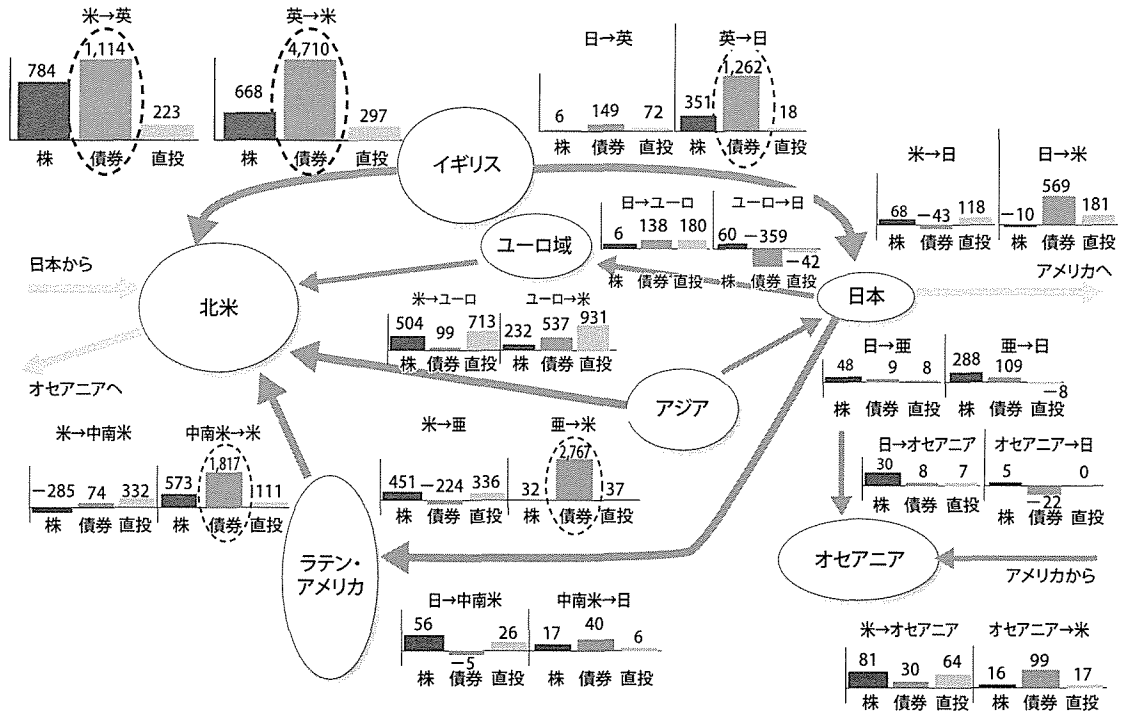 米→英
1,114
784
223
株 債券 直投
英→米
4,710
668
297
株 債券 直投
日→英
6 149 72
株 債券 直投
英→日
1,262
351
18
株 債券 直投
イギリス
米→日
68 −43 118
株 債券 直投
日→米
569
−10
181
株 債券 直投
アメリカへ
日→ユーロ
6 138 180
株 債券 直投
ユーロ→日
60 −359
−42
株 債券 直投
ユーロ域
日本から
北米
オセアニアへ
日本
米→ユーロ
504 99 713
株 債券 直投
ユーロ→米
232 537 931
株 債券 直投
日→亜
48 9 8
株 債券 直投
亜→日
288 109
−8
株 債券 直投
アジア
米→中南米
−285 74 332
株 債券 直投
中南米→米
1,817
573
111
株 債券 直投
米→亜
451 −224 336
株 債券 直投
亜→米
2,767
32
37
株 債券 直投
日→オセアニア
30 8 7
株 債券 直投
オセアニア→日
5 0
−22
株 債券 直投
ラテン・
アメリカ
オセアニア
アメリカから
日→中南米
56
−5
26
株 債券 直投
中南米→日
17 40 6
株 債券 直投
米→オセアニア
81 30 64
株 債券 直投
オセアニア→米
16 99 17
株 債券 直投